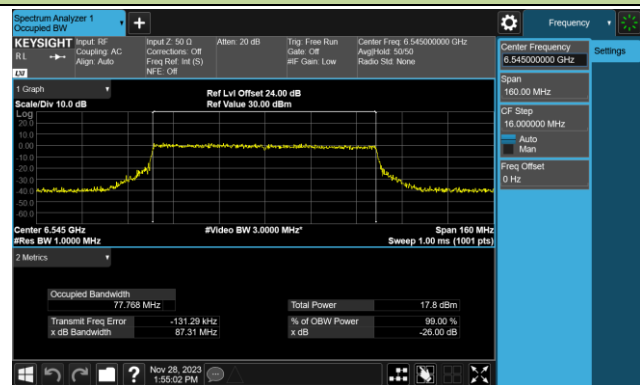 Spectrum Analyzer 1
Occupied BW
Frequency
KEYSIGHT
RL
LXI
Input: RF
Coupling: AC
Align: Auto
Input Z: 50 Ω
Corrections: Off
Freq Ref: Int (S)
NFE: Off
Atten: 20 dB
Trig: Free Run
Gate: Off
#IF Gain: Low
Center Freq: 6.545000000 GHz
Avg|Hold: 50/50
Radio Std: None
Center Frequency
6.545000000 GHz
Settings
Span
160.00 MHz
CF Step
16.000000 MHz
Auto
Man
Freq Offset
0 Hz
1 Graph
Scale/Div 10.0 dB
Ref Lvl Offset 24.00 dB
Ref Value 30.00 dBm
Log
20.0
10.0
0.00
-10.0
-20.0
-30.0
-40.0
-50.0
-60.0
Center 6.545 GHz
#Res BW 1.0000 MHz
#Video BW 3.0000 MHz*
Span 160 MHz
Sweep 1.00 ms (1001 pts)
2 Metrics
Occupied Bandwidth
77.768 MHz
Total Power 17.8 dBm
Transmit Freq Error -131.29 kHz
% of OBW Power 99.00 %
x dB Bandwidth 87.31 MHz
x dB -26.00 dB
?
Nov 28, 2023
1:55:02 PM